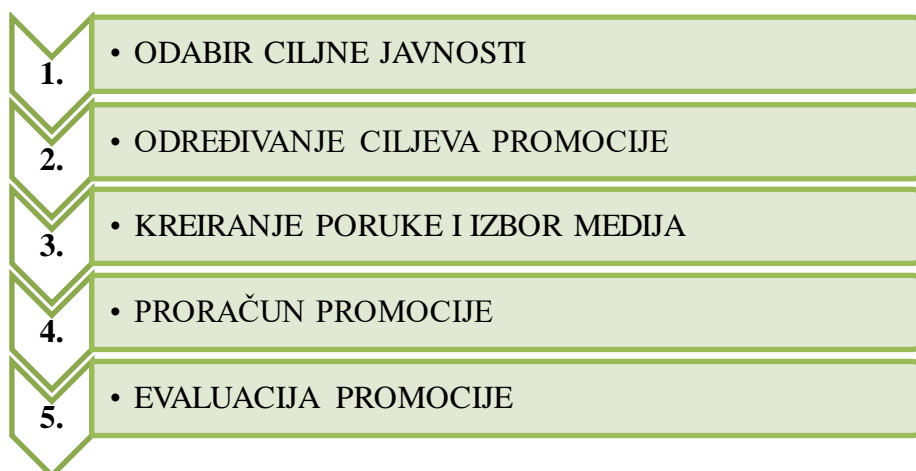 1. • ODABIR CILJNE JAVNOSTI
2. • ODREĐIVANJE CILJEVA PROMOCIJE
3. • KREIRANJE PORUKE I IZBOR MEDIJA
4. • PRORAČUN PROMOCIJE
5. • EVALUACIJA PROMOCIJE